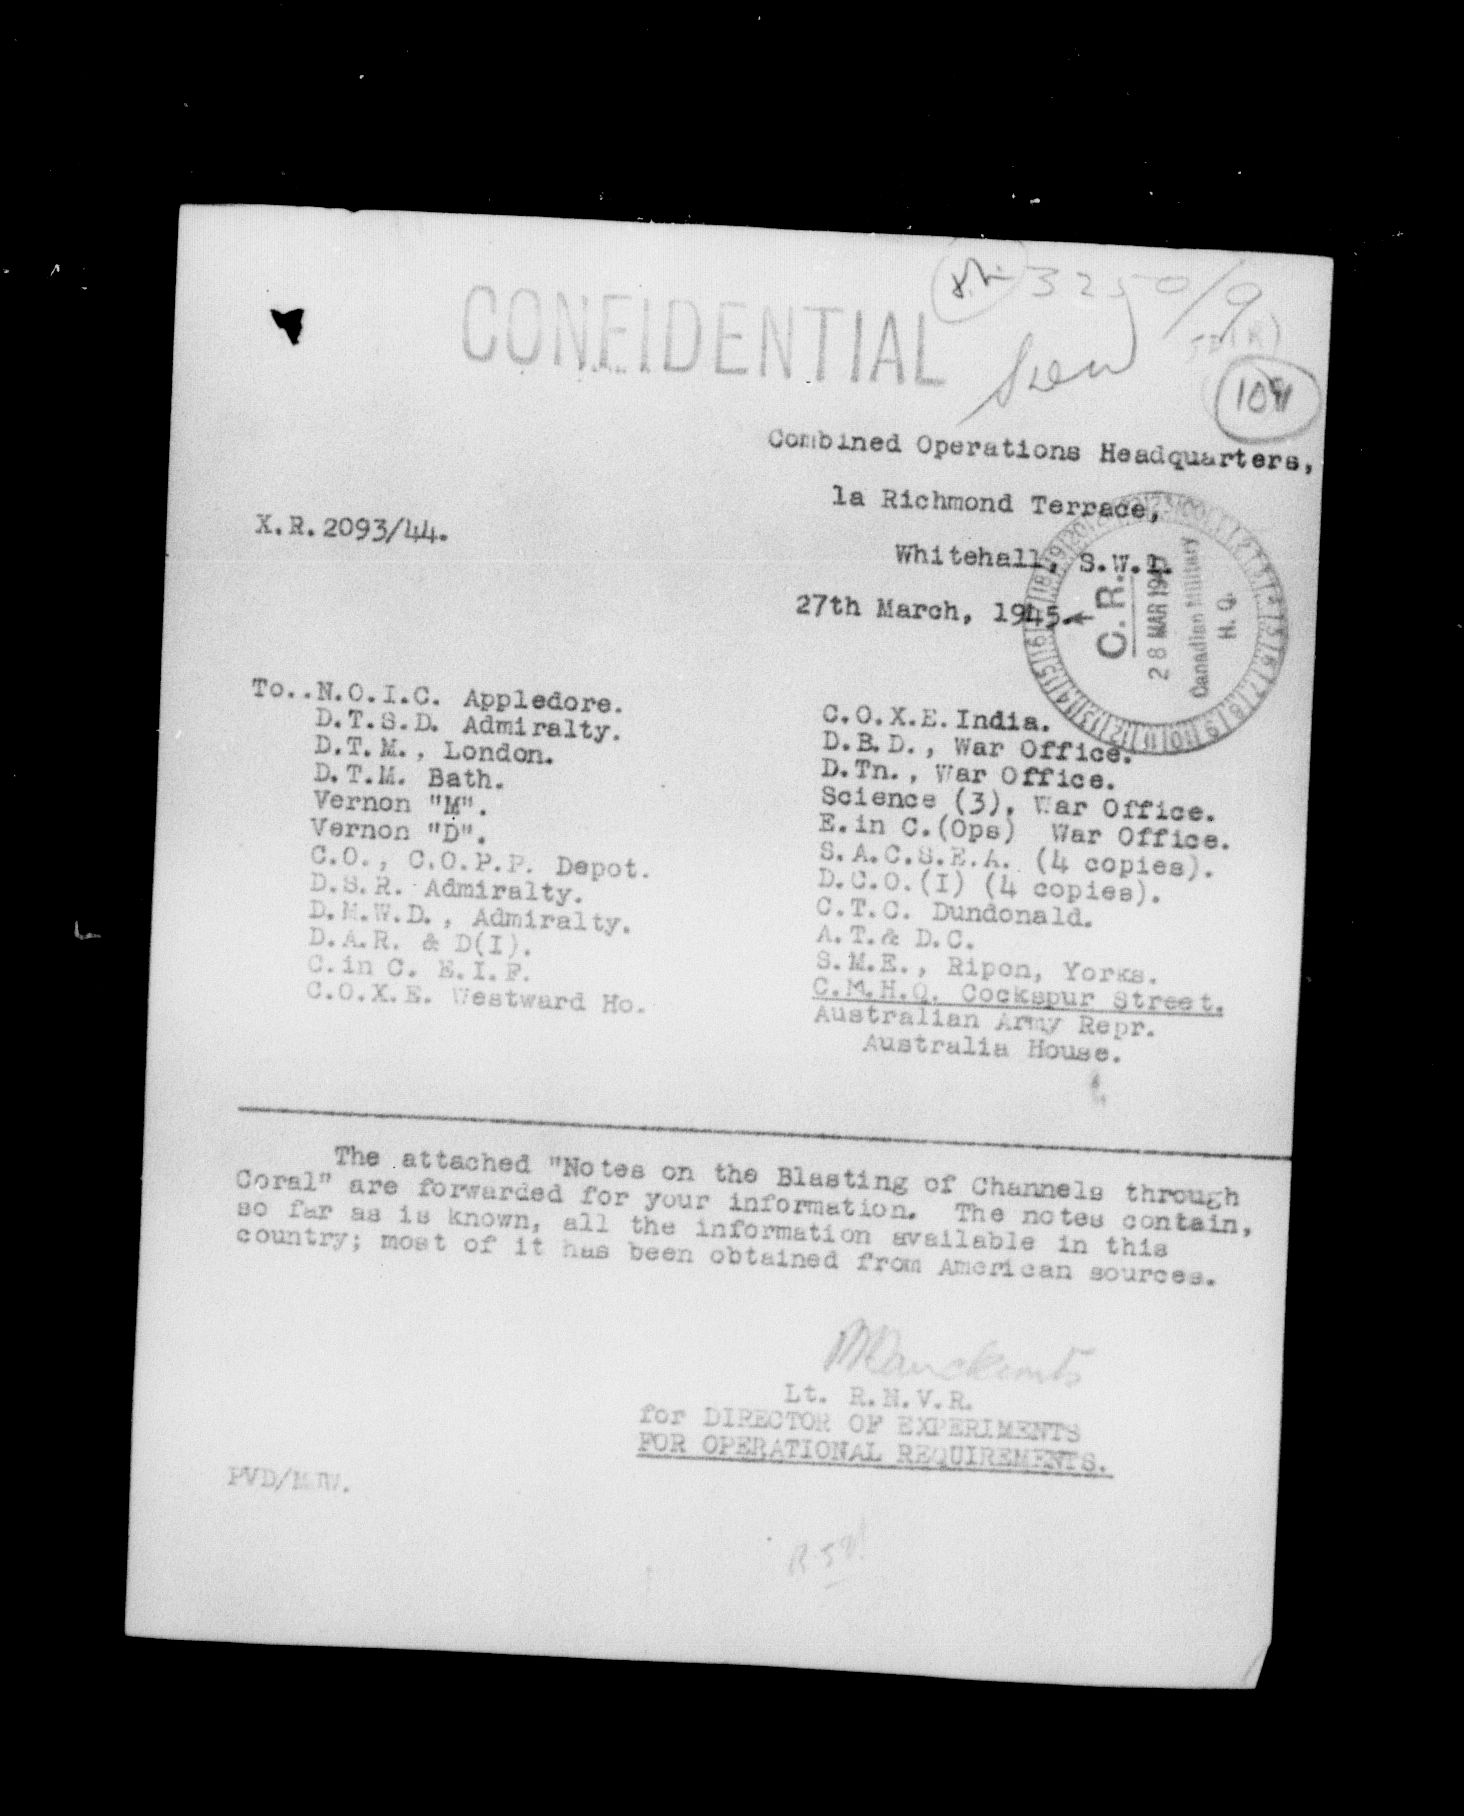 CONFIDENTIAL
3250/9
109
Combined Operations Headquarters,
1a Richmond Terrace,
Whitehall, S.W.1.
X.R.2093/44.
27th March, 1945.
C.R.
28 MAR 194
Canadian Military
H.Q.
To..N.O.I.C. Appledore.
D.T.S.D. Admiralty.
D.T.M., London.
D.T.M. Bath.
Vernon "M".
Vernon "D".
C.O., C.O.P.P. Depot.
D.S.R. Admiralty.
D.M.W.D., Admiralty.
D.A.R. & D(I).
C.in C. E.I.F.
C.O.X.E. Westward Ho.
C.O.X.E. India.
D.B.D., War Office.
D.Tn., War Office.
Science (3), War Office.
E.in C.(Ops) War Office.
S.A.C.S.E.A. (4 copies).
D.C.O.(I) (4 copies).
C.T.C. Dundonald.
A.T.& D.C.
S.M.E., Ripon, Yorks.
C.M.H.Q. Cockspur Street.
Australian Army Repr.
Australia House.
The attached "Notes on the Blasting of Channels through
Coral" are forwarded for your information. The notes contain,
so far as is known, all the information available in this
country; most of it has been obtained from American sources.
Lt. R.N.V.R.
for DIRECTOR OF EXPERIMENTS
FOR OPERATIONAL REQUIREMENTS.